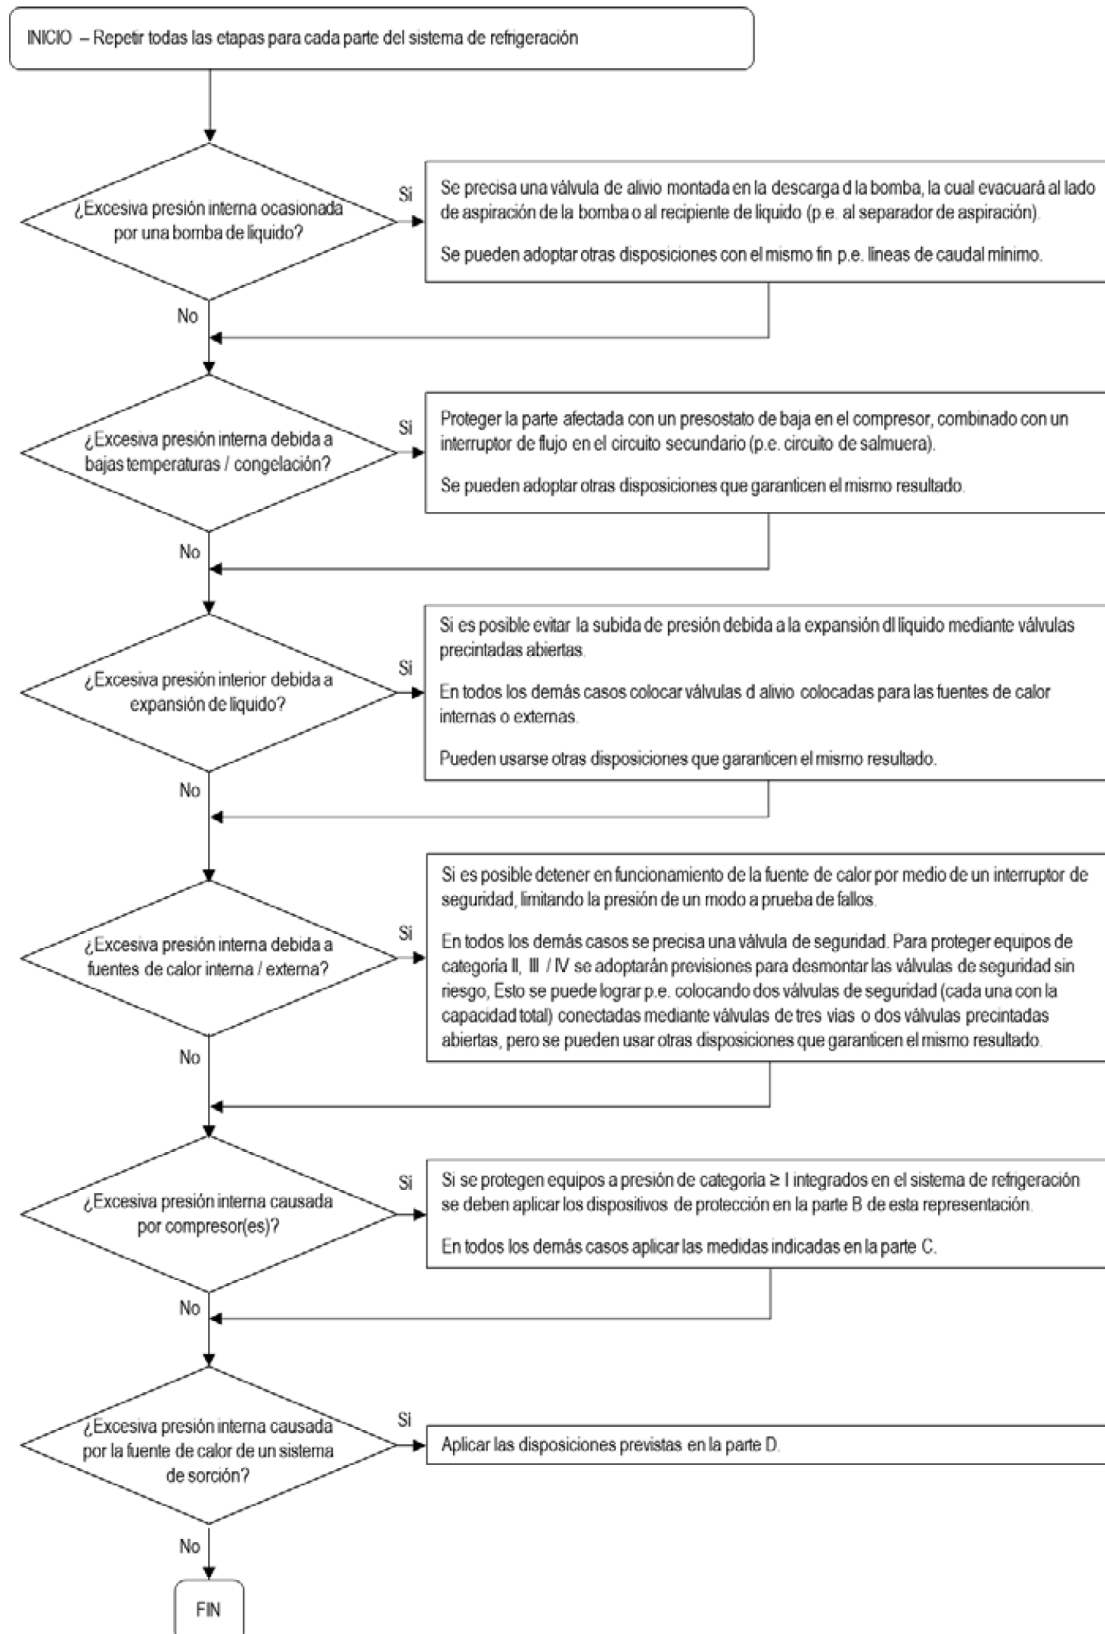 INICIO – Repetir todas las etapas para cada parte del sistema de refrigeración
¿Excesiva presión interna ocasionada
por una bomba de líquido?
Si
Se precisa una válvula de alivio montada en la descarga d la bomba, la cual evacuará al lado
de aspiración de la bomba o al recipiente de líquido (p.e. al separador de aspiración).
Se pueden adoptar otras disposiciones con el mismo fin p.e. líneas de caudal mínimo.
No
¿Excesiva presión interna debida a
bajas temperaturas / congelación?
Si
Proteger la parte afectada con un presostato de baja en el compresor, combinado con un
interruptor de flujo en el circuito secundario (p.e. circuito de salmuera).
Se pueden adoptar otras disposiciones que garanticen el mismo resultado.
No
¿Excesiva presión interior debida a
expansión de líquido?
Si
Si es posible evitar la subida de presión debida a la expansión dl líquido mediante válvulas
precintadas abiertas.
En todos los demás casos colocar válvulas d alivio colocadas para las fuentes de calor
internas o externas.
Pueden usarse otras disposiciones que garanticen el mismo resultado.
No
¿Excesiva presión interna debida a
fuentes de calor interna / externa?
Si
Si es posible detener en funcionamiento de la fuente de calor por medio de un interruptor de
seguridad, limitando la presión de un modo a prueba de fallos.
En todos los demás casos se precisa una válvula de seguridad. Para proteger equipos de
categoría II, III / IV se adoptarán previsiones para desmontar las válvulas de seguridad sin
riesgo, Esto se puede lograr p.e. colocando dos válvulas de seguridad (cada una con la
capacidad total) conectadas mediante válvulas de tres vías o dos válvulas precintadas
abiertas, pero se pueden usar otras disposiciones que garanticen el mismo resultado.
No
¿Excesiva presión interna causada
por compresor(es)?
Si
Si se protegen equipos a presión de categoría ≥ I integrados en el sistema de refrigeración
se deben aplicar los dispositivos de protección en la parte B de esta representación.
En todos los demás casos aplicar las medidas indicadas en la parte C.
No
¿Excesiva presión interna causada
por la fuente de calor de un sistema
de sorción?
Si
Aplicar las disposiciones previstas en la parte D.
No
FIN